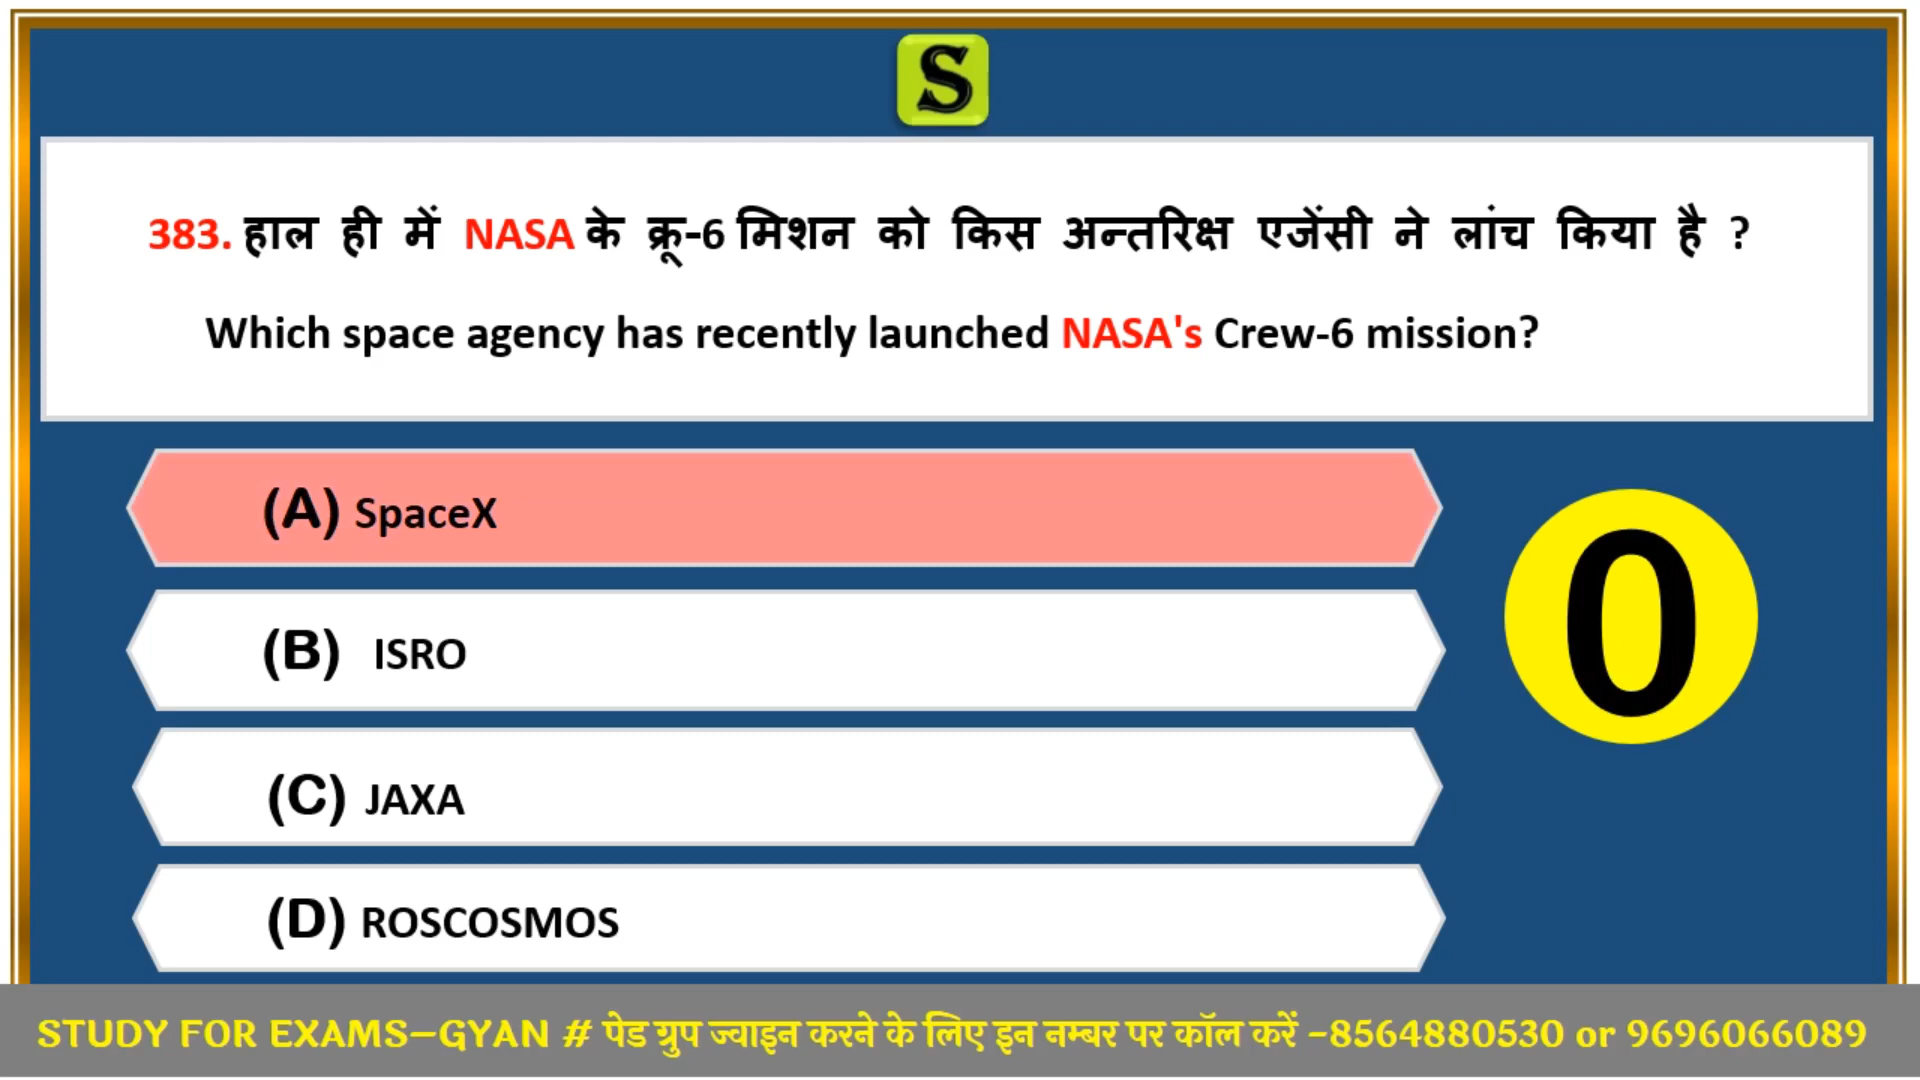 S
383. हाल ही में NASA के क्रू-6 मिशन को किस अन्तरिक्ष एजेंसी ने लांच किया है ?
Which space agency has recently launched NASA's Crew-6 mission?
(A) SpaceX
(B) ISRO
(C) JAXA
(D) ROSCOSMOS
0
STUDY FOR EXAMS–GYAN # पेड ग्रुप ज्वाइन करने के लिए इन नम्बर पर कॉल करें –8564880530 or 9696066089